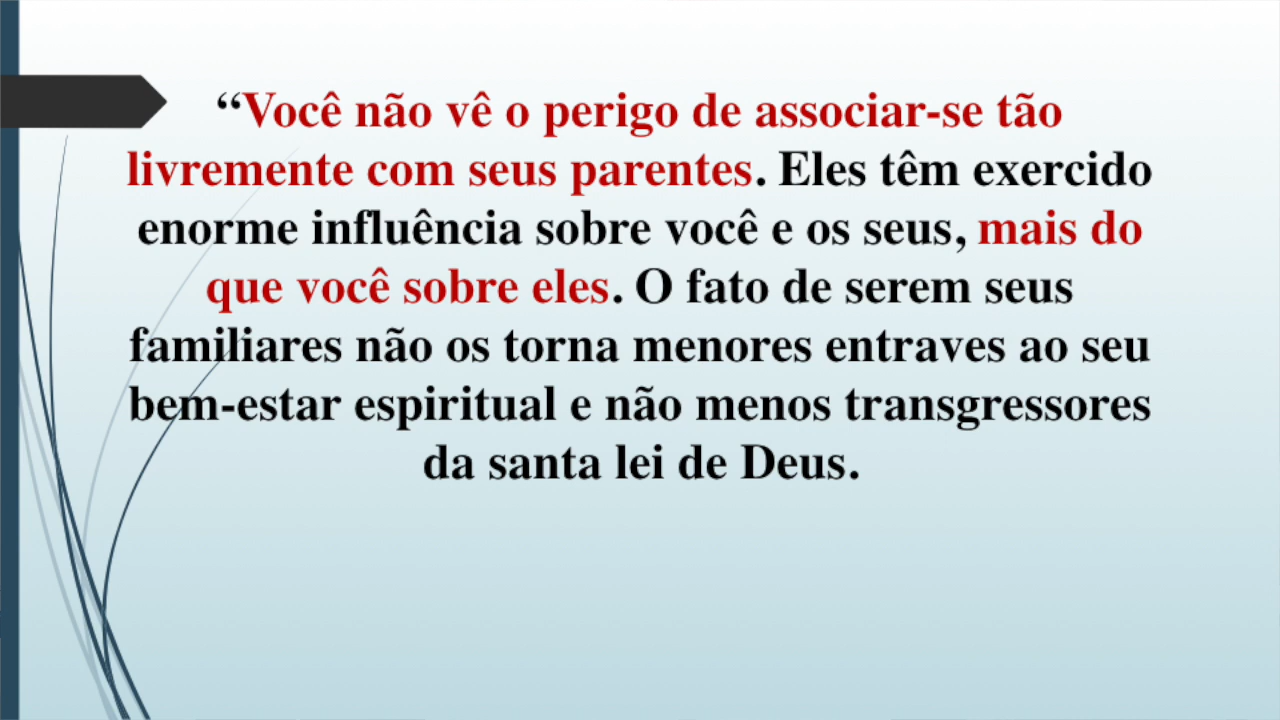 “Você não vê o perigo de associar-se tão
livremente com seus parentes. Eles têm exercido
enorme influência sobre você e os seus, mais do
que você sobre eles. O fato de serem seus
familiares não os torna menores entraves ao seu
bem-estar espiritual e não menos transgressores
da santa lei de Deus.